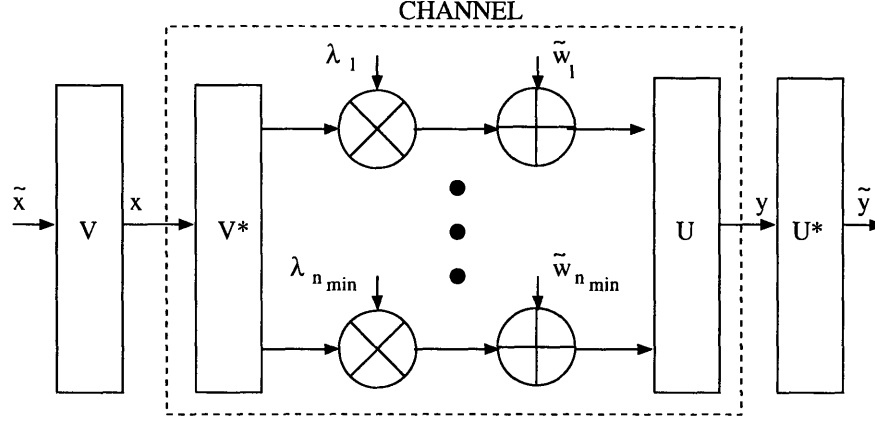 CHANNEL
λ 1
w̃ 1
x̃
V
x
V*
U
y
U*
ỹ
λ n min
w̃ n min